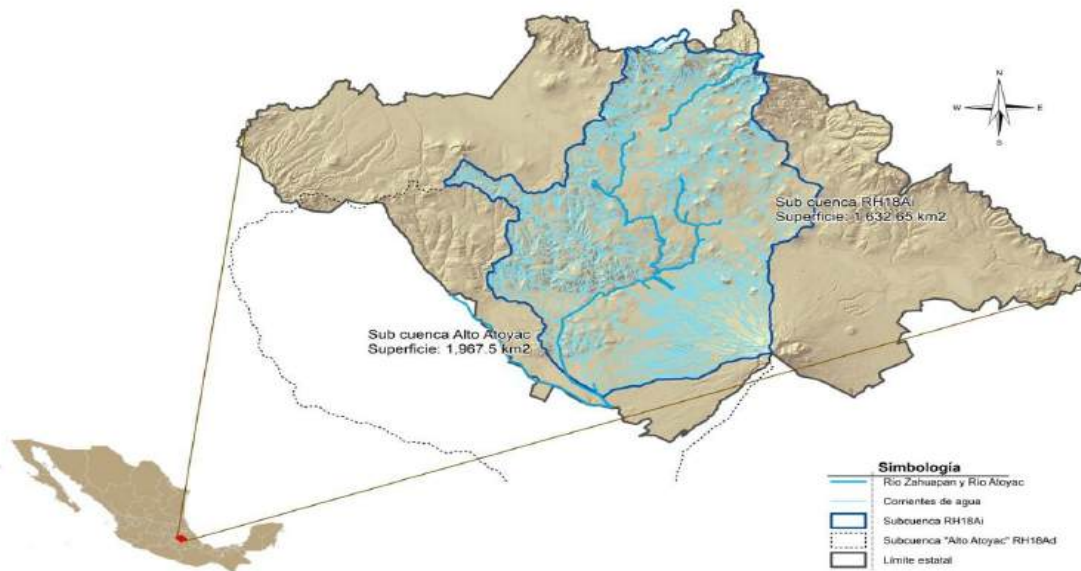 N
W E
S
Sub cuenca RH18Ai
Superficie: 1,632.65 km2
Sub cuenca Alto Atoyac
Superficie: 1,967.5 km2
Simbología
Río Zahuapan y Río Atoyac
Corrientes de agua
Subcuenca RH18Ai
Subcuenca "Alto Atoyac" RH18Ad
Límite estatal